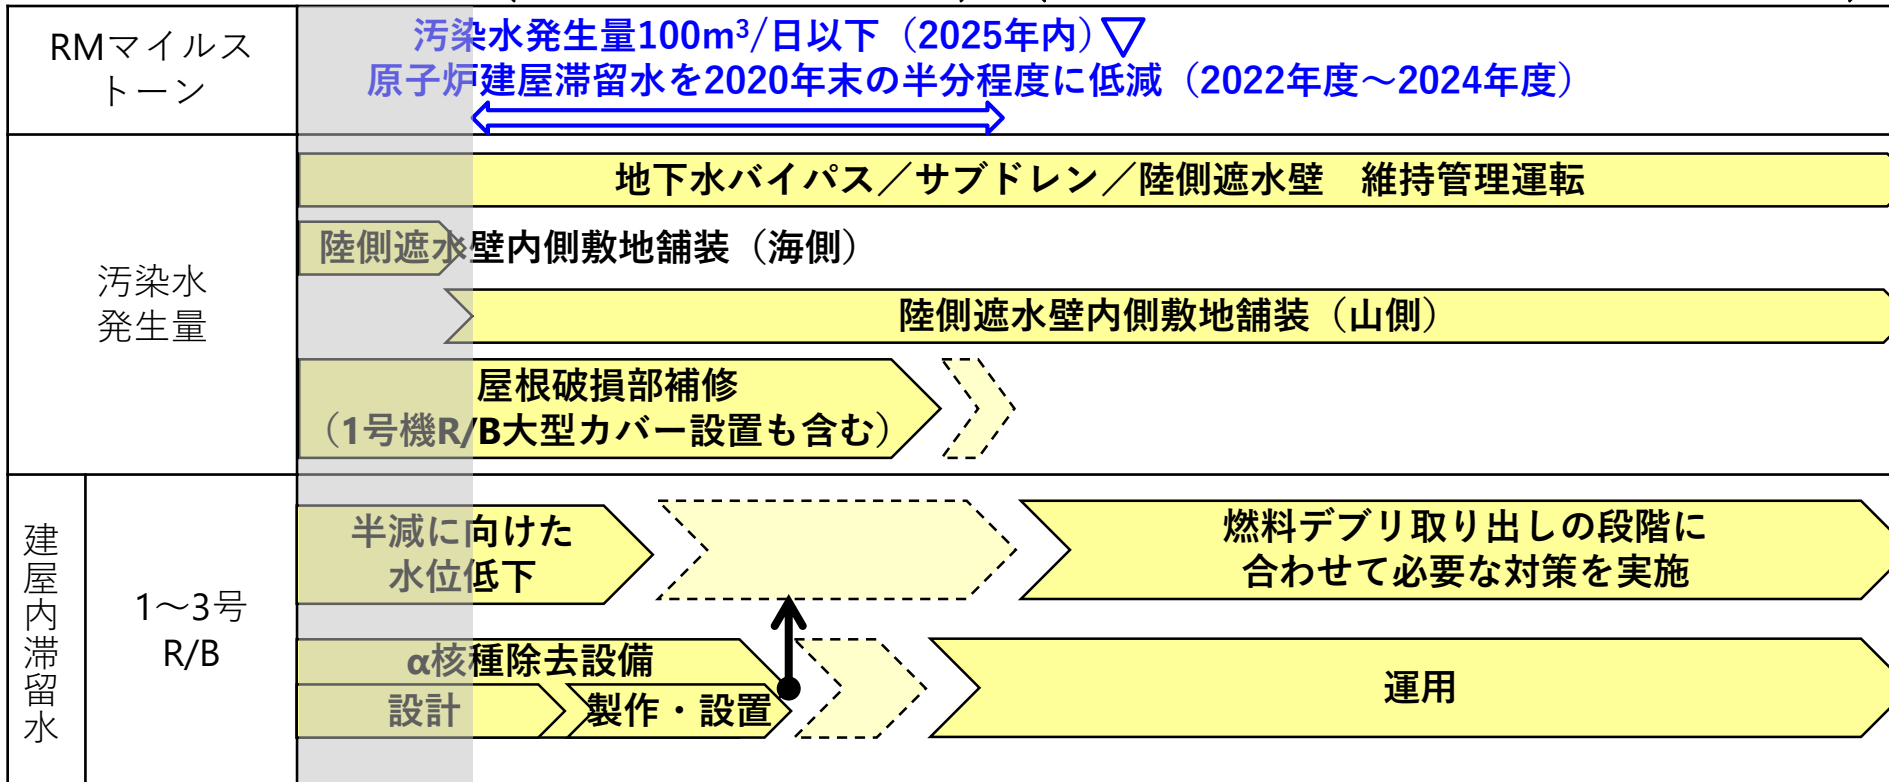 RMマイルス
トーン
汚染水発生量100m³/日以下（2025年内）▽
原子炉建屋滞留水を2020年末の半分程度に低減（2022年度～2024年度）
汚染水
発生量
地下水バイパス／サブドレン／陸側遮水壁　維持管理運転
陸側遮水壁内側敷地舗装（海側）
陸側遮水壁内側敷地舗装（山側）
屋根破損部補修
（1号機R/B大型カバー設置も含む）
建屋内滞留水
1～3号
R/B
半減に向けた
水位低下
燃料デブリ取り出しの段階に
合わせて必要な対策を実施
α核種除去設備
設計
製作・設置
運用